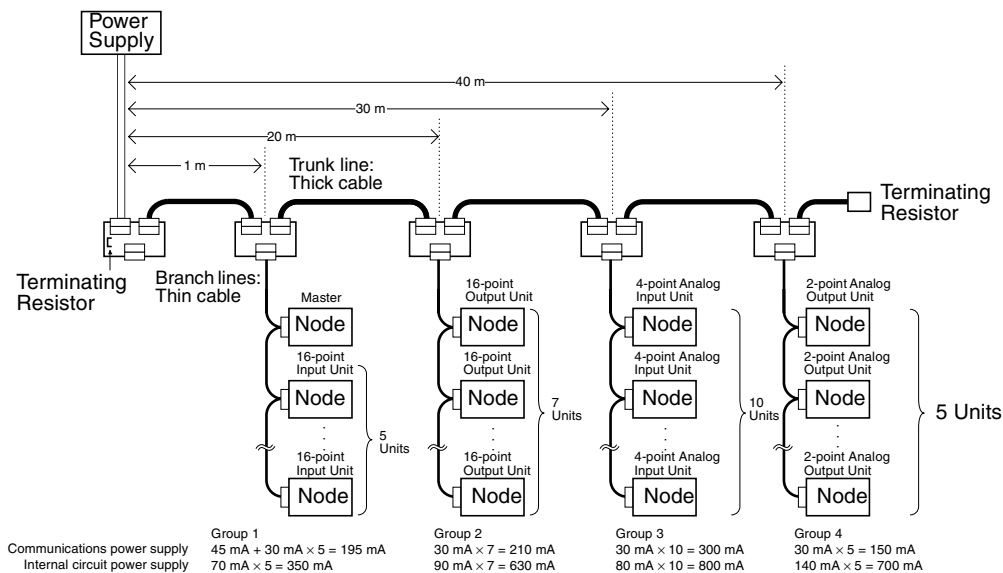 Power
Supply
40 m
30 m
20 m
1 m
Trunk line:
Thick cable
Terminating
Resistor
Terminating
Resistor
Branch lines:
Thin cable
Master
Node
16-point
Input Unit
Node
16-point
Input Unit
Node
5
Units
16-point
Output Unit
Node
16-point
Output Unit
Node
16-point
Output Unit
Node
7
Units
4-point Analog
Input Unit
Node
4-point Analog
Input Unit
Node
4-point Analog
Input Unit
Node
10
Units
2-point Analog
Output Unit
Node
2-point Analog
Output Unit
Node
2-point Analog
Output Unit
Node
5 Units
Group 1 Group 2 Group 3 Group 4
Communications power supply 45 mA + 30 mA × 5 = 195 mA 30 mA × 7 = 210 mA 30 mA × 10 = 300 mA 30 mA × 5 = 150 mA
Internal circuit power supply 70 mA × 5 = 350 mA 90 mA × 7 = 630 mA 80 mA × 10 = 800 mA 140 mA × 5 = 700 mA